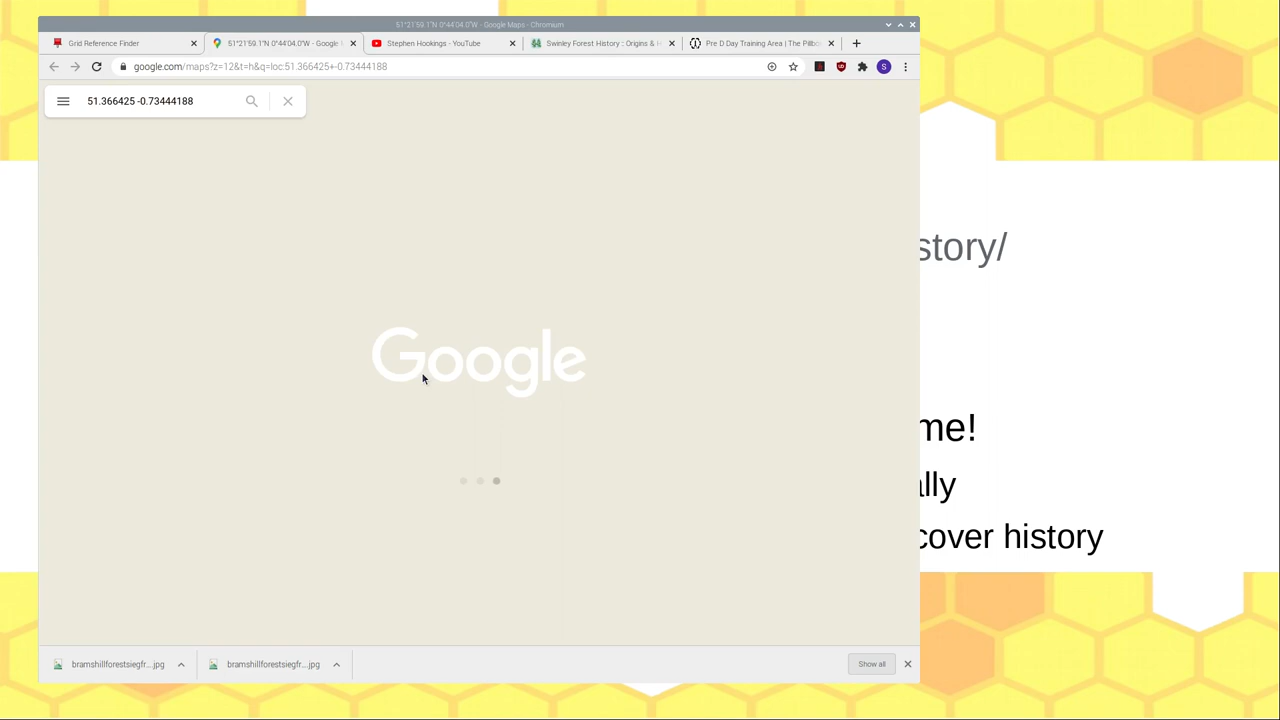 51°21'59.1"N 0°44'04.0"W - Google Maps - Chromium
Grid Reference Finder
51°21'59.1"N 0°44'04.0"W - Google
Stephen Hookings - YouTube
Swinley Forest History : Origins &
Pre D Day Training Area | The Pillbo
google.com/maps?z=12&t=h&q=loc:51.366425+-0.73444188
S
51.366425 -0.73444188
Google
story/
me!
ally
cover history
bramshillforestsiegfr....jpg
bramshillforestsiegfr....jpg
Show all